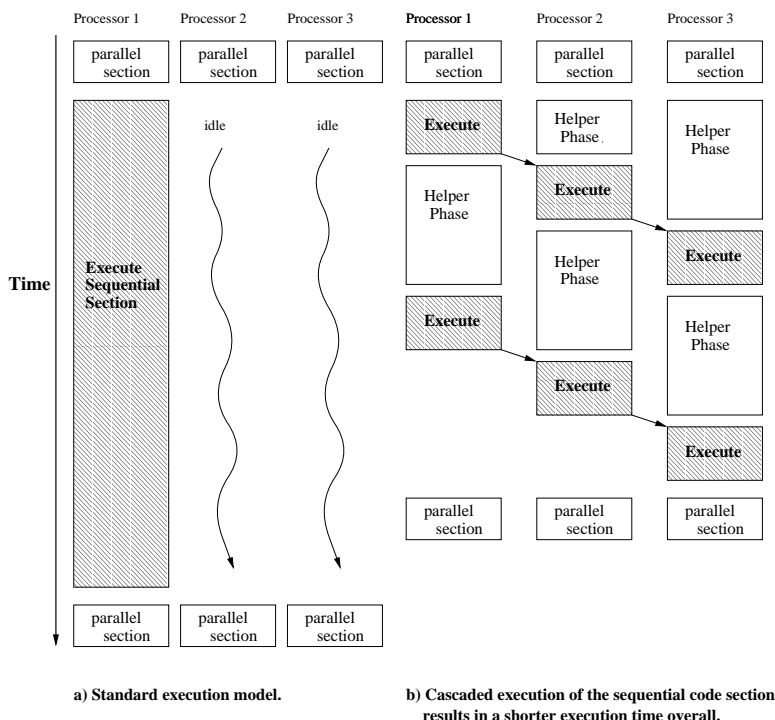 Processor 1
Processor 2
Processor 3
Processor 1
Processor 2
Processor 3
parallel
section
parallel
section
parallel
section
parallel
section
parallel
section
parallel
section
idle
idle
Execute
Helper
Phase
Helper
Phase
Helper
Phase
Execute
Time
Execute
Sequential
Section
Helper
Phase
Execute
Execute
Helper
Phase
Execute
Execute
parallel
section
parallel
section
parallel
section
parallel
section
parallel
section
parallel
section
a) Standard execution model.
b) Cascaded execution of the sequential code section
results in a shorter execution time overall.